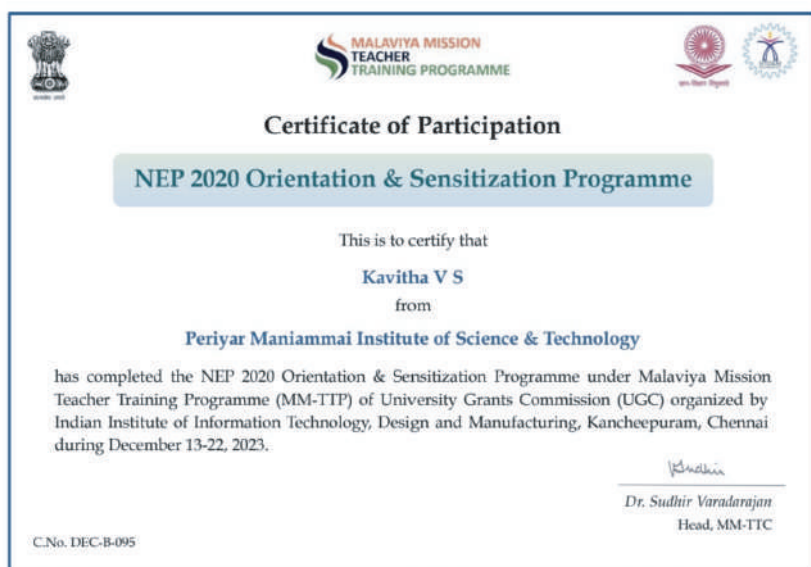 MALAVIYA MISSION
TEACHER
TRAINING PROGRAMME
Certificate of Participation
NEP 2020 Orientation & Sensitization Programme
This is to certify that
Kavitha V S
from
Periyar Maniammai Institute of Science & Technology
has completed the NEP 2020 Orientation & Sensitization Programme under Malaviya Mission
Teacher Training Programme (MM-TTP) of University Grants Commission (UGC) organized by
Indian Institute of Information Technology, Design and Manufacturing, Kancheepuram, Chennai
during December 13-22, 2023.
Dr. Sudhir Varadarajan
Head, MM-TTC
C.No. DEC-B-095